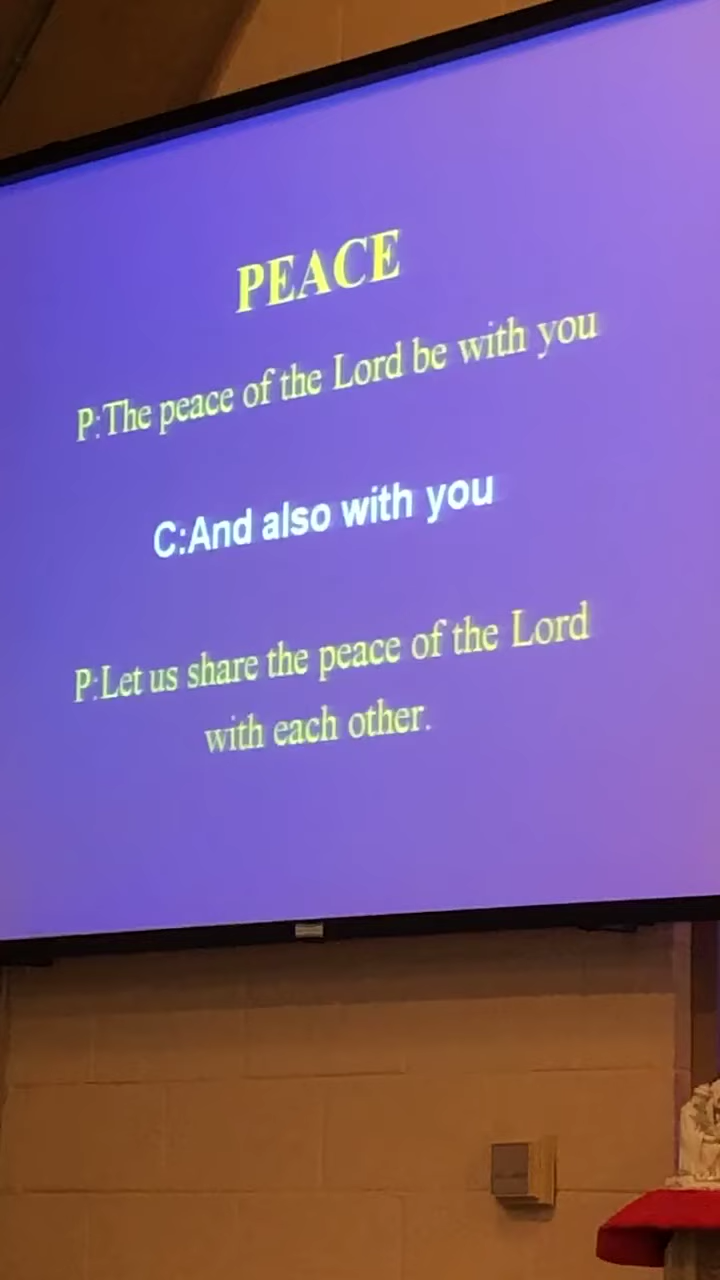 PEACE
P:The peace of the Lord be with you
C:And also with you
P:Let us share the peace of the Lord
with each other.